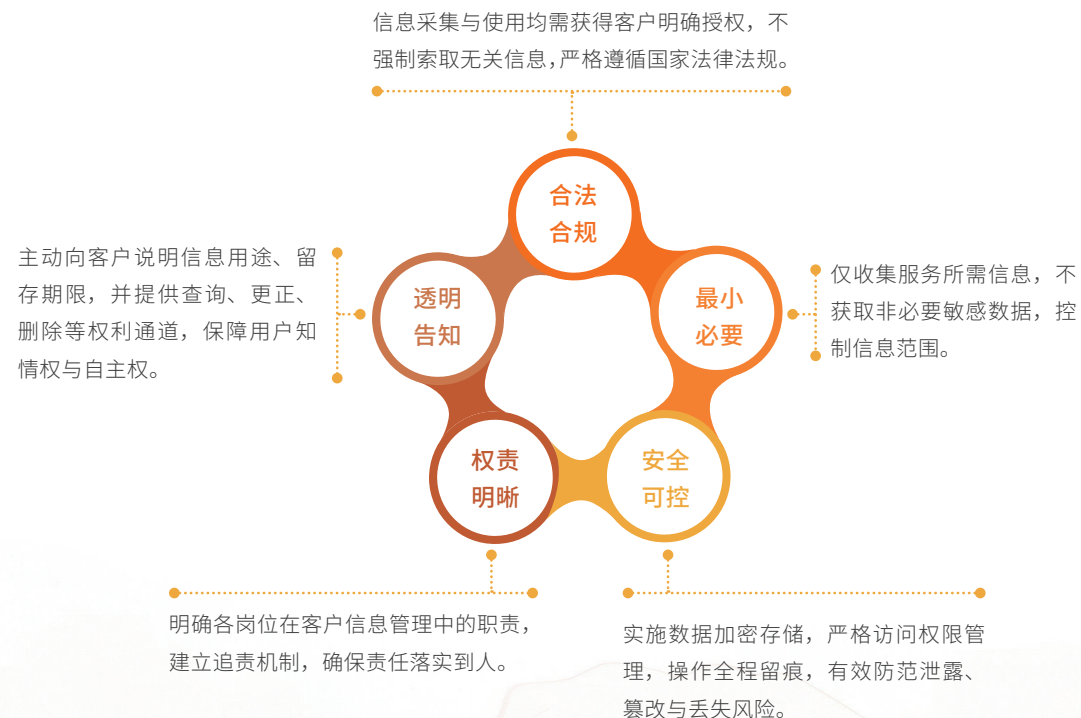 信息采集与使用均需获得客户明确授权，不
强制索取无关信息，严格遵循国家法律法规。
合法
合规
主动向客户说明信息用途、留
存期限，并提供查询、更正、
删除等权利通道，保障用户知
情权与自主权。
透明
告知
最小
必要
仅收集服务所需信息，不
获取非必要敏感数据，控
制信息范围。
权责
明晰
安全
可控
明确各岗位在客户信息管理中的职责，
建立追责机制，确保责任落实到人。
实施数据加密存储，严格访问权限管
理，操作全程留痕，有效防范泄露、
篡改与丢失风险。